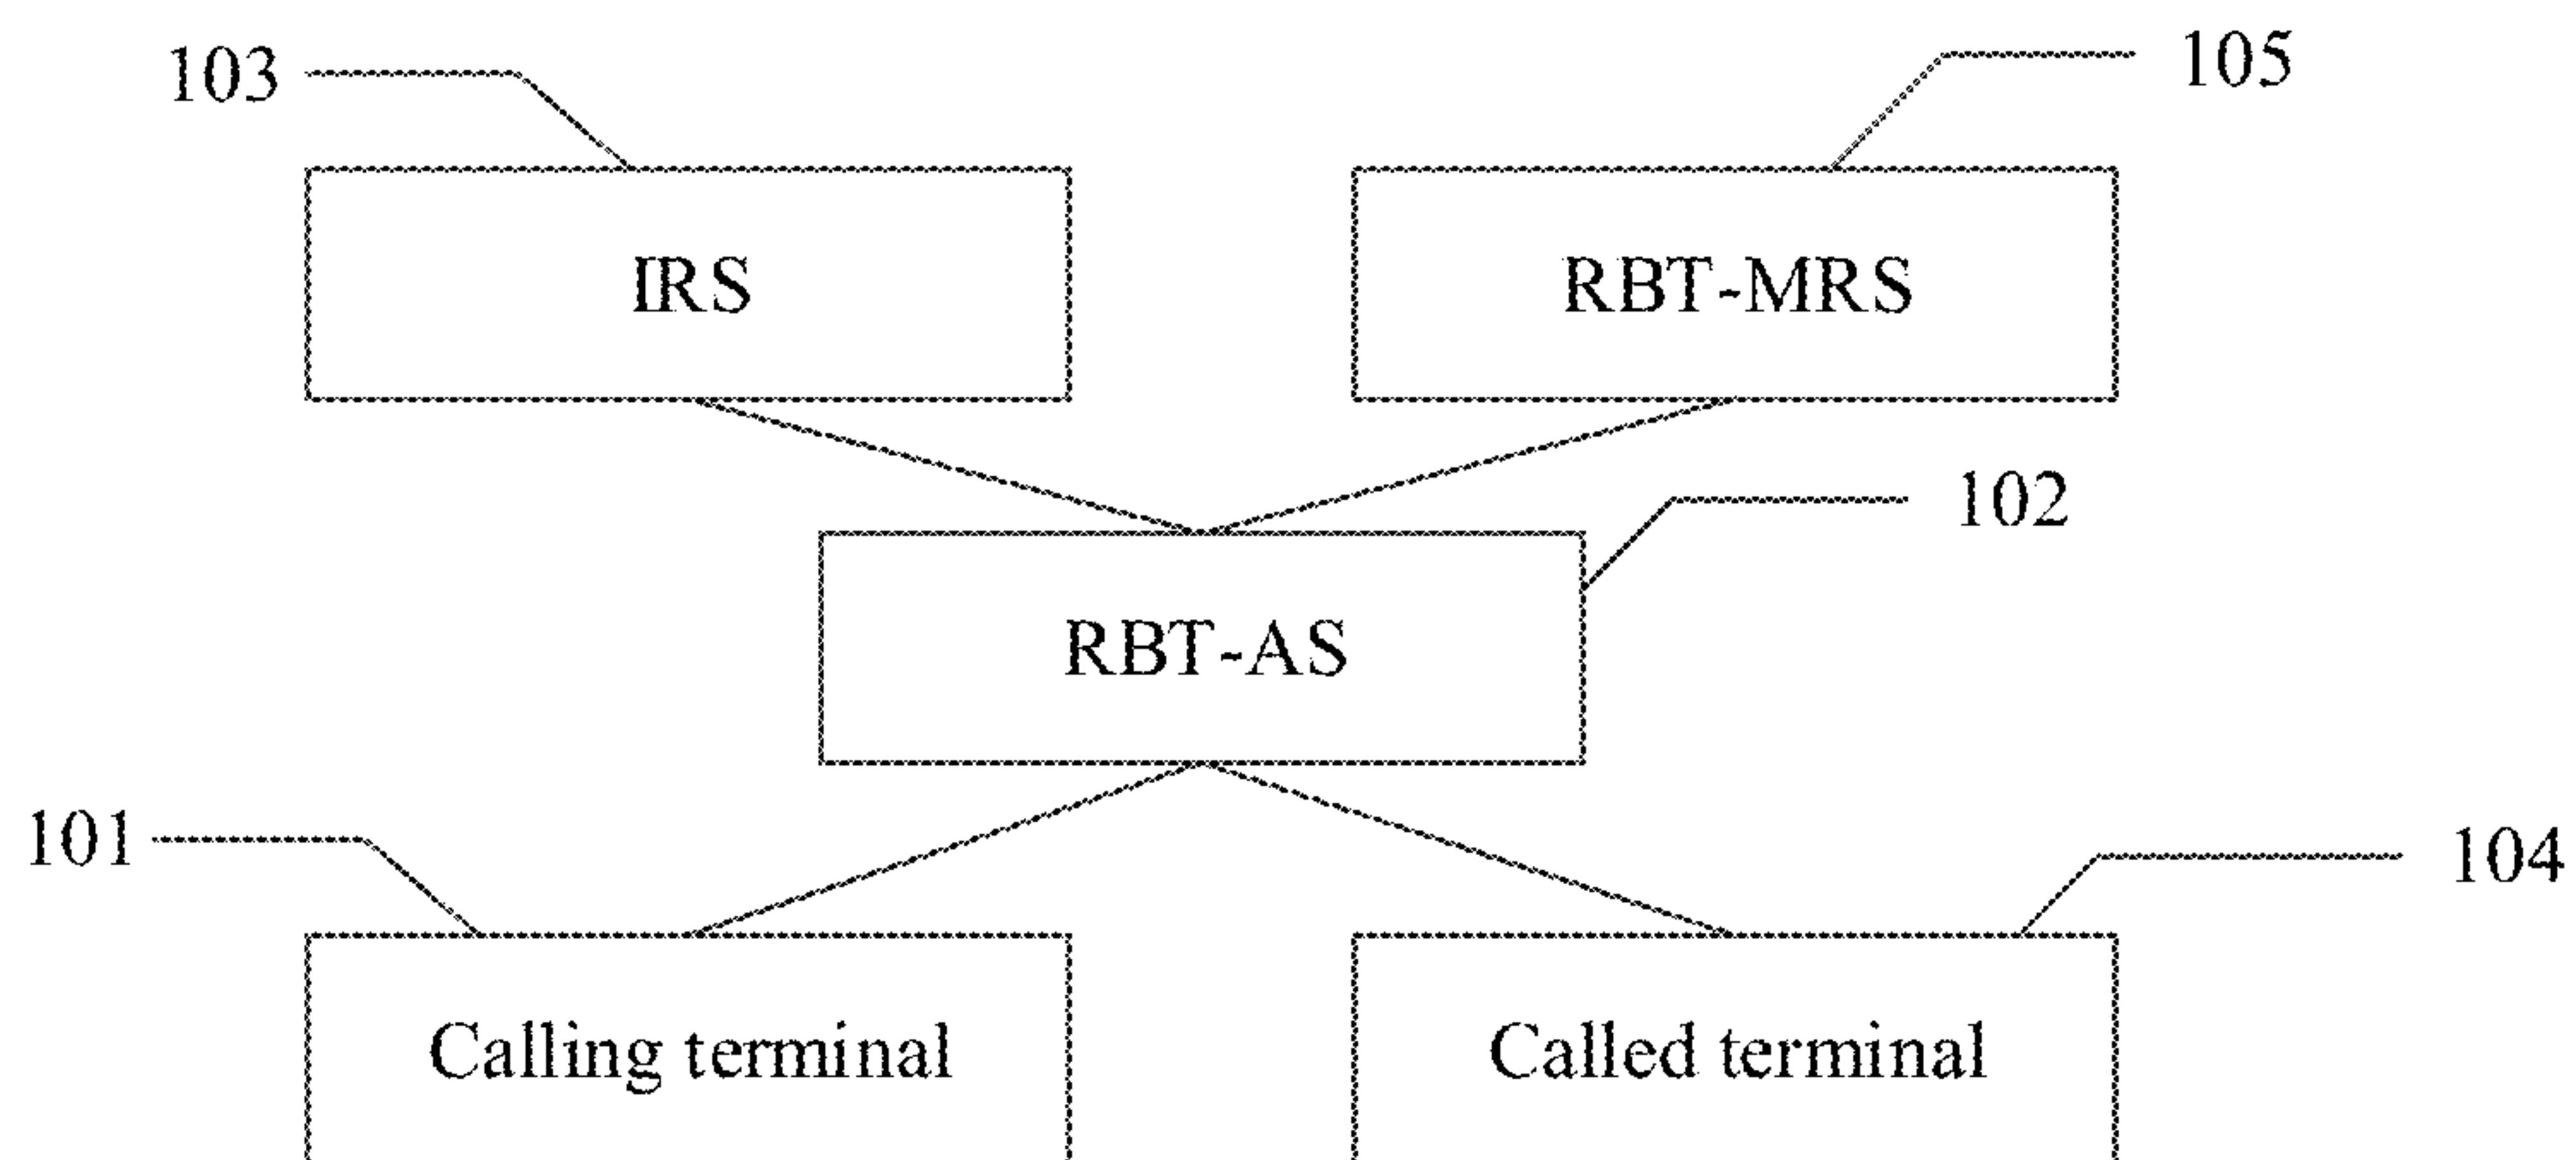 103
105
IRS
RBT-MRS
102
RBT-AS
101
104
Calling terminal
Called terminal